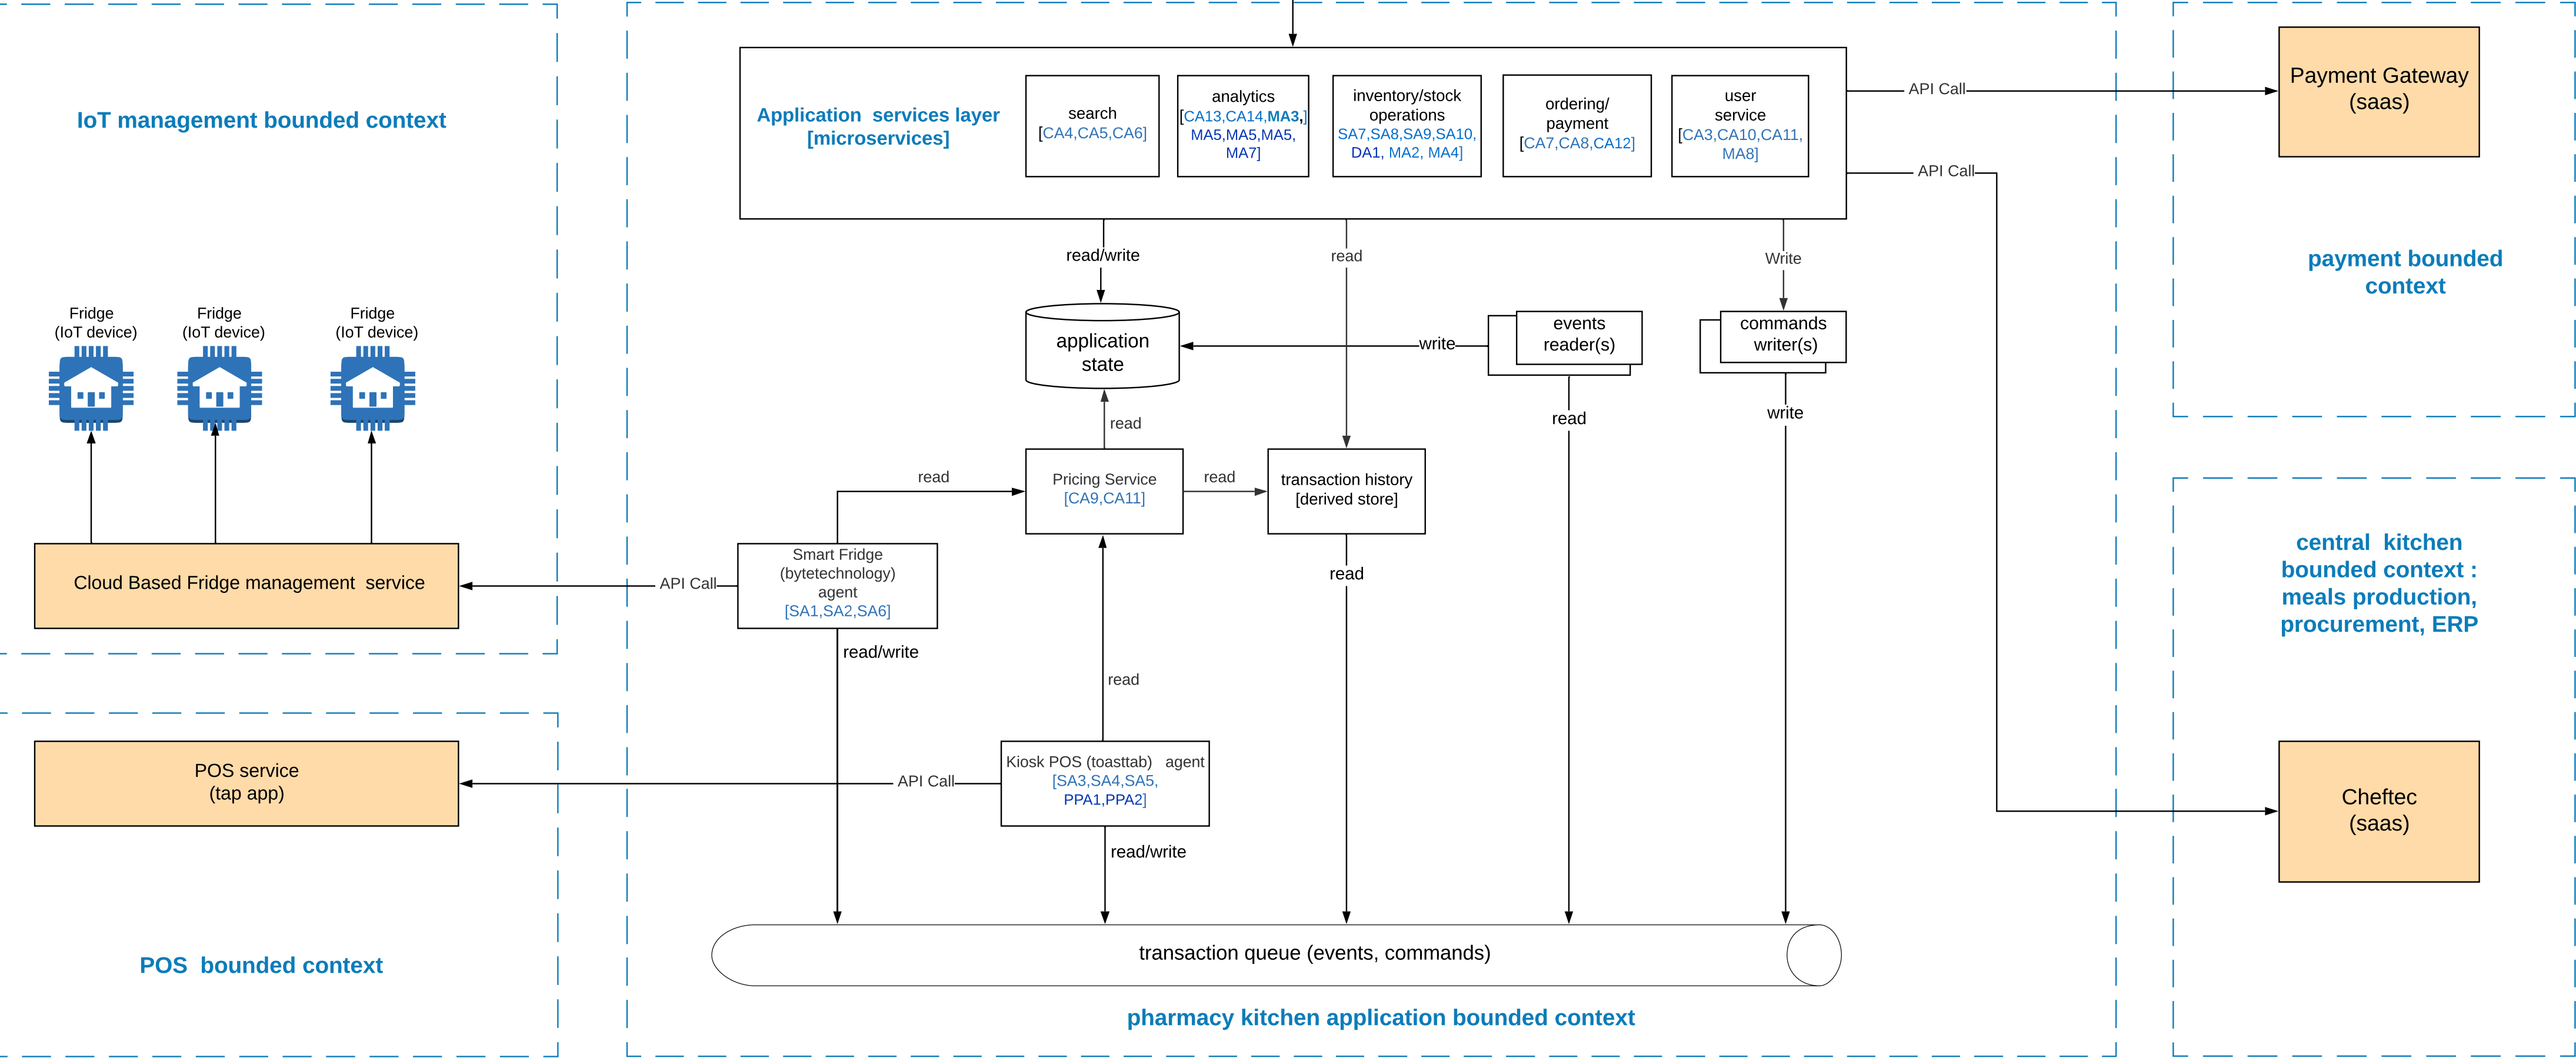 IoT management bounded context
Fridge
(IoT device)
Fridge
(IoT device)
Fridge
(IoT device)
Cloud Based Fridge management  service
POS service
(tap app)
POS  bounded context
Application  services layer
[microservices]
search
[CA4,CA5,CA6]
analytics
[CA13,CA14,MA3,]
MA5,MA5,MA5,
MA7]
inventory/stock
operations
SA7,SA8,SA9,SA10,
DA1, MA2, MA4]
ordering/
payment
[CA7,CA8,CA12]
user
service
[CA3,CA10,CA11,
MA8]
API Call
API Call
read/write
read
Write
application
state
write
events
reader(s)
commands
writer(s)
read
read
write
read
Pricing Service
[CA9,CA11]
read
transaction history
[derived store]
API Call
Smart Fridge
(bytetechnology)
agent
[SA1,SA2,SA6]
read
read/write
read
API Call
Kiosk POS (toasttab)   agent
[SA3,SA4,SA5,
PPA1,PPA2]
read/write
transaction queue (events, commands)
pharmacy kitchen application bounded context
Payment Gateway
(saas)
payment bounded
context
central  kitchen
bounded context :
meals production,
procurement, ERP
Cheftec
(saas)